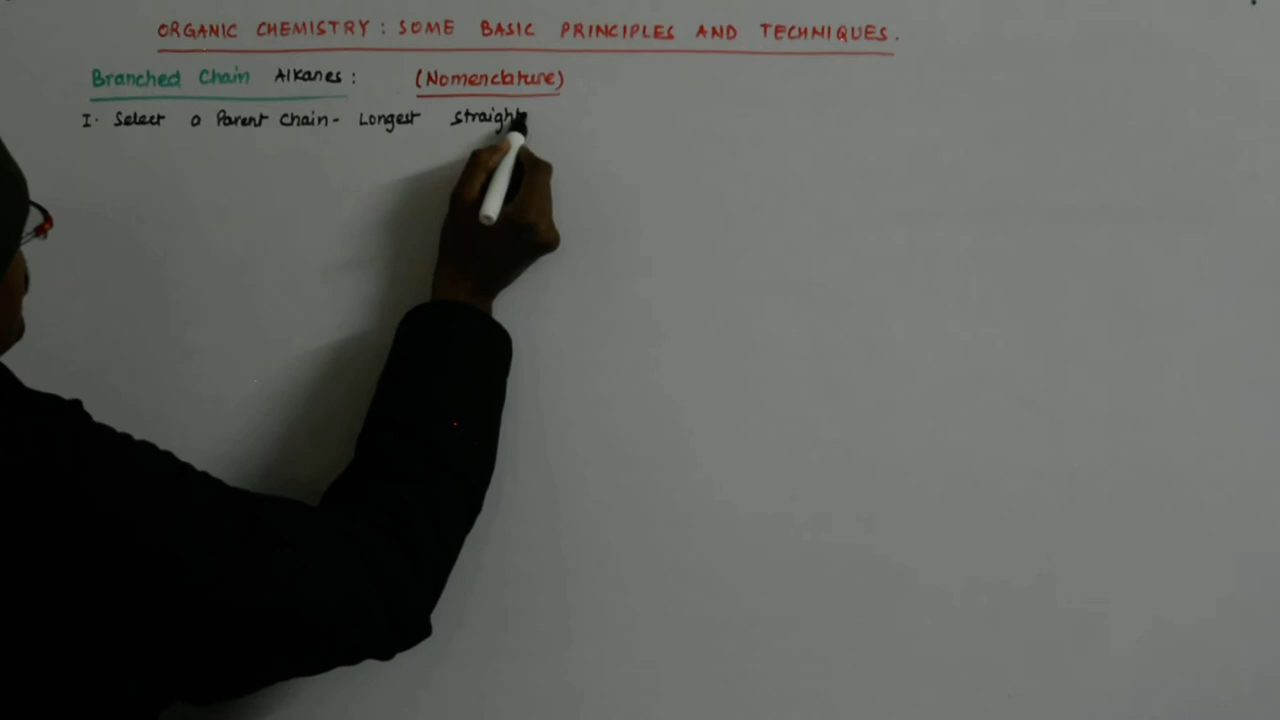 ORGANIC CHEMISTRY : SOME BASIC PRINCIPLES AND TECHNIQUES.
Branched Chain Alkanes : (Nomenclature)
I. Select a Parent Chain - Longest straight